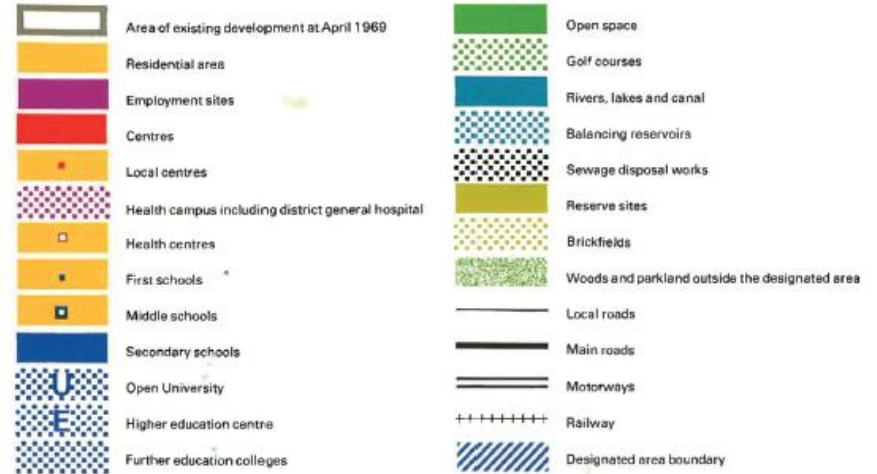 Area of existing development at April 1969
Residential area
Employment sites
Centres
Local centres
Health campus including district general hospital
Health centres
First schools
Middle schools
Secondary schools
U
Open University
E
Higher education centre
Further education colleges
Open space
Golf courses
Rivers, lakes and canal
Balancing reservoirs
Sewage disposal works
Reserve sites
Brickfields
Woods and parkland outside the designated area
Local roads
Main roads
Motorways
Railway
Designated area boundary